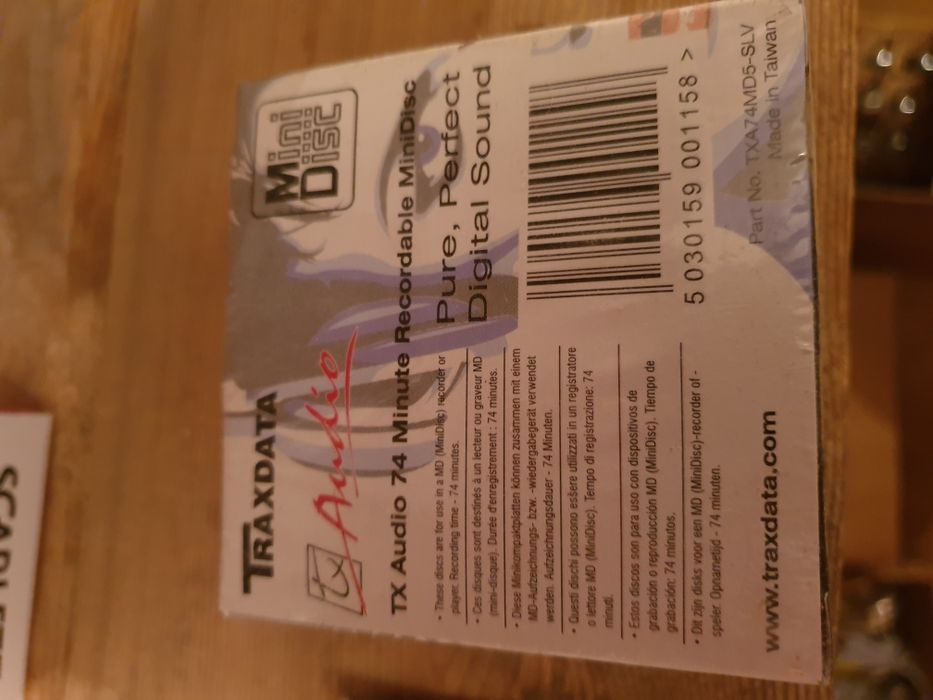 TRAXDATA
tx Audio
Mini
Disc
TX Audio 74 Minute Recordable MiniDisc
Pure, Perfect
Digital Sound
• These discs are for use in a MD (MiniDisc) recorder or
player. Recording time - 74 minutes.
• Ces disques sont destinés à un lecteur ou graveur MD
(mini-disque). Durée d'enregistrement : 74 minutes.
• Diese Minikompaktplatten können zusammen mit einem
MD-Aufzeichnungs- bzw. -wiedergabegerät verwendet
werden. Aufzeichnungsdauer - 74 Minuten.
• Questi dischi possono essere utilizzati in un registratore
o lettore MD (MiniDisc). Tempo di registrazione: 74
minuti.
• Estos discos son para uso con dispositivos de
grabación o reproducción MD (MiniDisc). Tiempo de
grabación: 74 minutos.
• Dit zijn disks voor een MD (MiniDisc)-recorder of -
speler. Opnametijd - 74 minuten.
5 030159 001158 >
Part No. TXA74MD5-SLV
Made in Taiwan
www.traxdata.com